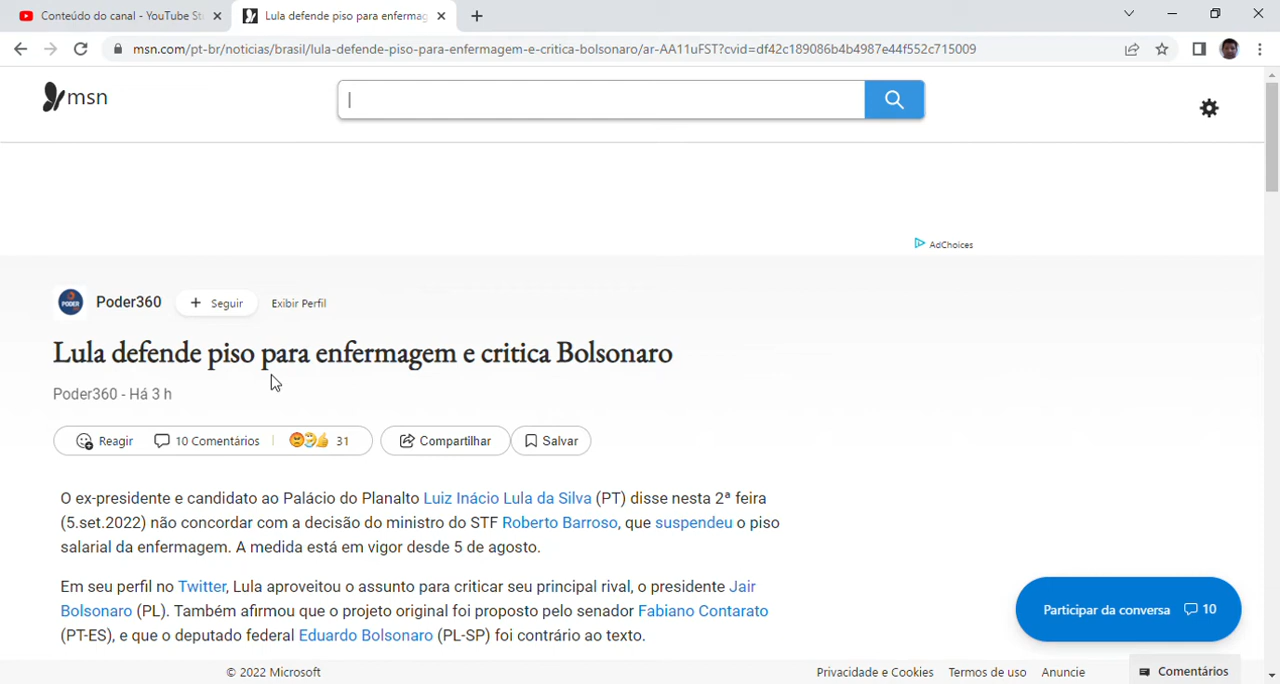 Conteúdo do canal - YouTube St
Lula defende piso para enfermag
msn.com/pt-br/noticias/brasil/lula-defende-piso-para-enfermagem-e-critica-bolsonaro/ar-AA11uFST?cvid=df42c189086b4b4987e44f552c715009
msn
AdChoices
PODER
Poder360
+ Seguir
Exibir Perfil
Lula defende piso para enfermagem e critica Bolsonaro
Poder360 - Há 3 h
Reagir
10 Comentários
31
Compartilhar
Salvar
O ex-presidente e candidato ao Palácio do Planalto Luiz Inácio Lula da Silva (PT) disse nesta 2ª feira
(5.set.2022) não concordar com a decisão do ministro do STF Roberto Barroso, que suspendeu o piso
salarial da enfermagem. A medida está em vigor desde 5 de agosto.
Em seu perfil no Twitter, Lula aproveitou o assunto para criticar seu principal rival, o presidente Jair
Bolsonaro (PL). Também afirmou que o projeto original foi proposto pelo senador Fabiano Contarato
(PT-ES), e que o deputado federal Eduardo Bolsonaro (PL-SP) foi contrário ao texto.
Participar da conversa 10
© 2022 Microsoft
Privacidade e Cookies
Termos de uso
Anuncie
Comentários